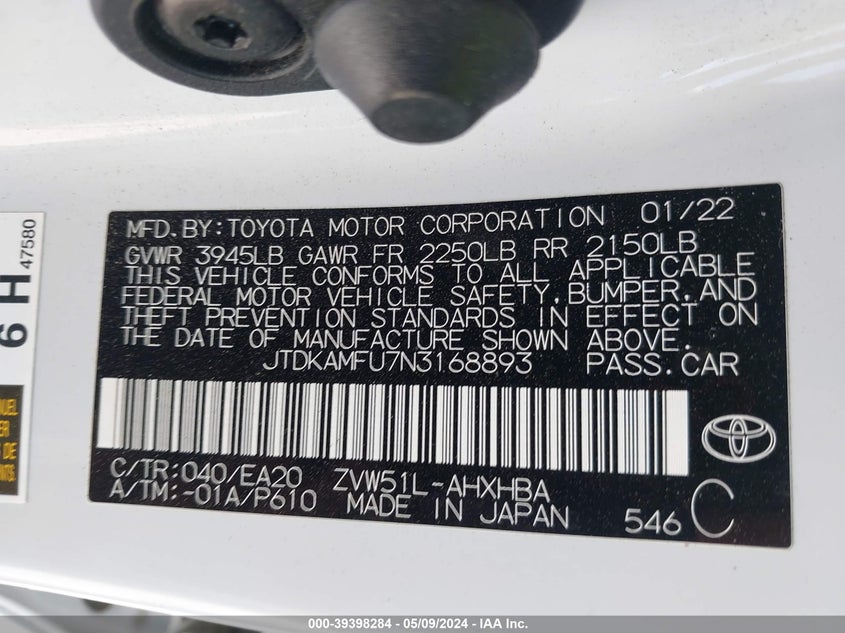 MFD. BY: TOYOTA MOTOR CORPORATION 01/22
GVWR 3945LB GAWR FR 2250LB RR 2150LB
THIS VEHICLE CONFORMS TO ALL APPLICABLE
FEDERAL MOTOR VEHICLE SAFETY, BUMPER, AND
THEFT PREVENTION STANDARDS IN EFFECT ON
THE DATE OF MANUFACTURE SHOWN ABOVE.
JTDKAMFU7N3168893 PASS. CAR
C/TR: 040/EA20 ZVW51L-AHXHBA
A/TM: -01A/P610 MADE IN JAPAN
546 C
6 H
47580
000-39398284 - 05/09/2024 - IAA Inc.